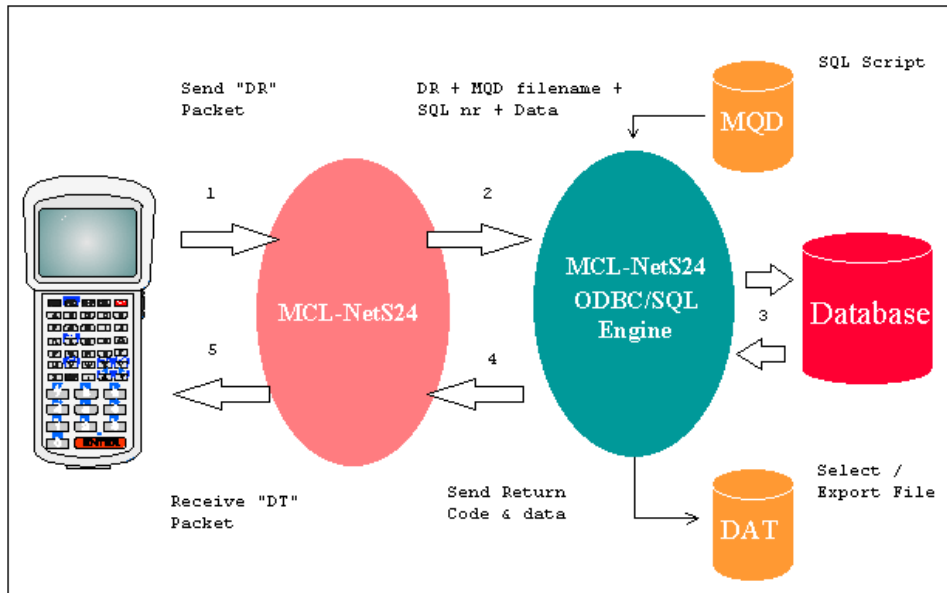 SQL Script
Send "DR"
Packet
DR + MQD filename +
SQL nr + Data
MQD
1
2
MCL-NetS24
MCL-NetS24
ODBC/SQL
Engine
3
Database
5
4
ENTER
Receive "DT"
Packet
Send Return
Code & data
Select /
Export File
DAT